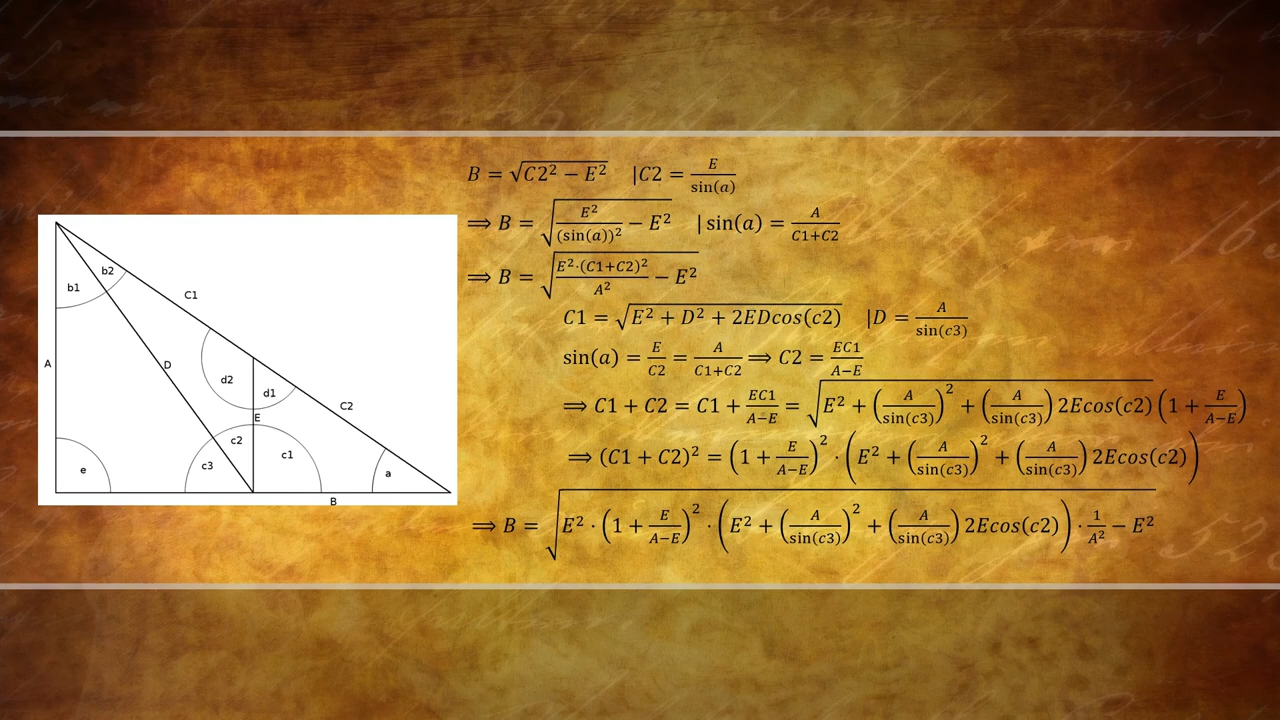 B = √(C2² − E²) |C2 = E/sin(a)
⟹ B = √(E²/(sin(a))² − E²) |sin(a) = A/(C1+C2)
⟹ B = √(E²·(C1+C2)²/A² − E²)
C1 = √(E² + D² + 2EDcos(c2)) |D = A/sin(c3)
sin(a) = E/C2 = A/(C1+C2) ⟹ C2 = EC1/(A−E)
⟹ C1 + C2 = C1 + EC1/(A−E) = √(E² + (A/sin(c3))² + (A/sin(c3)) 2Ecos(c2)) (1 + E/(A−E))
⟹ (C1 + C2)² = (1 + E/(A−E))² · (E² + (A/sin(c3))² + (A/sin(c3)) 2Ecos(c2))
⟹ B = √(E² · (1 + E/(A−E))² · (E² + (A/sin(c3))² + (A/sin(c3)) 2Ecos(c2)) · 1/A² − E²)
b2
b1
C1
A
D
d2
d1
C2
E
c2
c3
c1
e
a
B